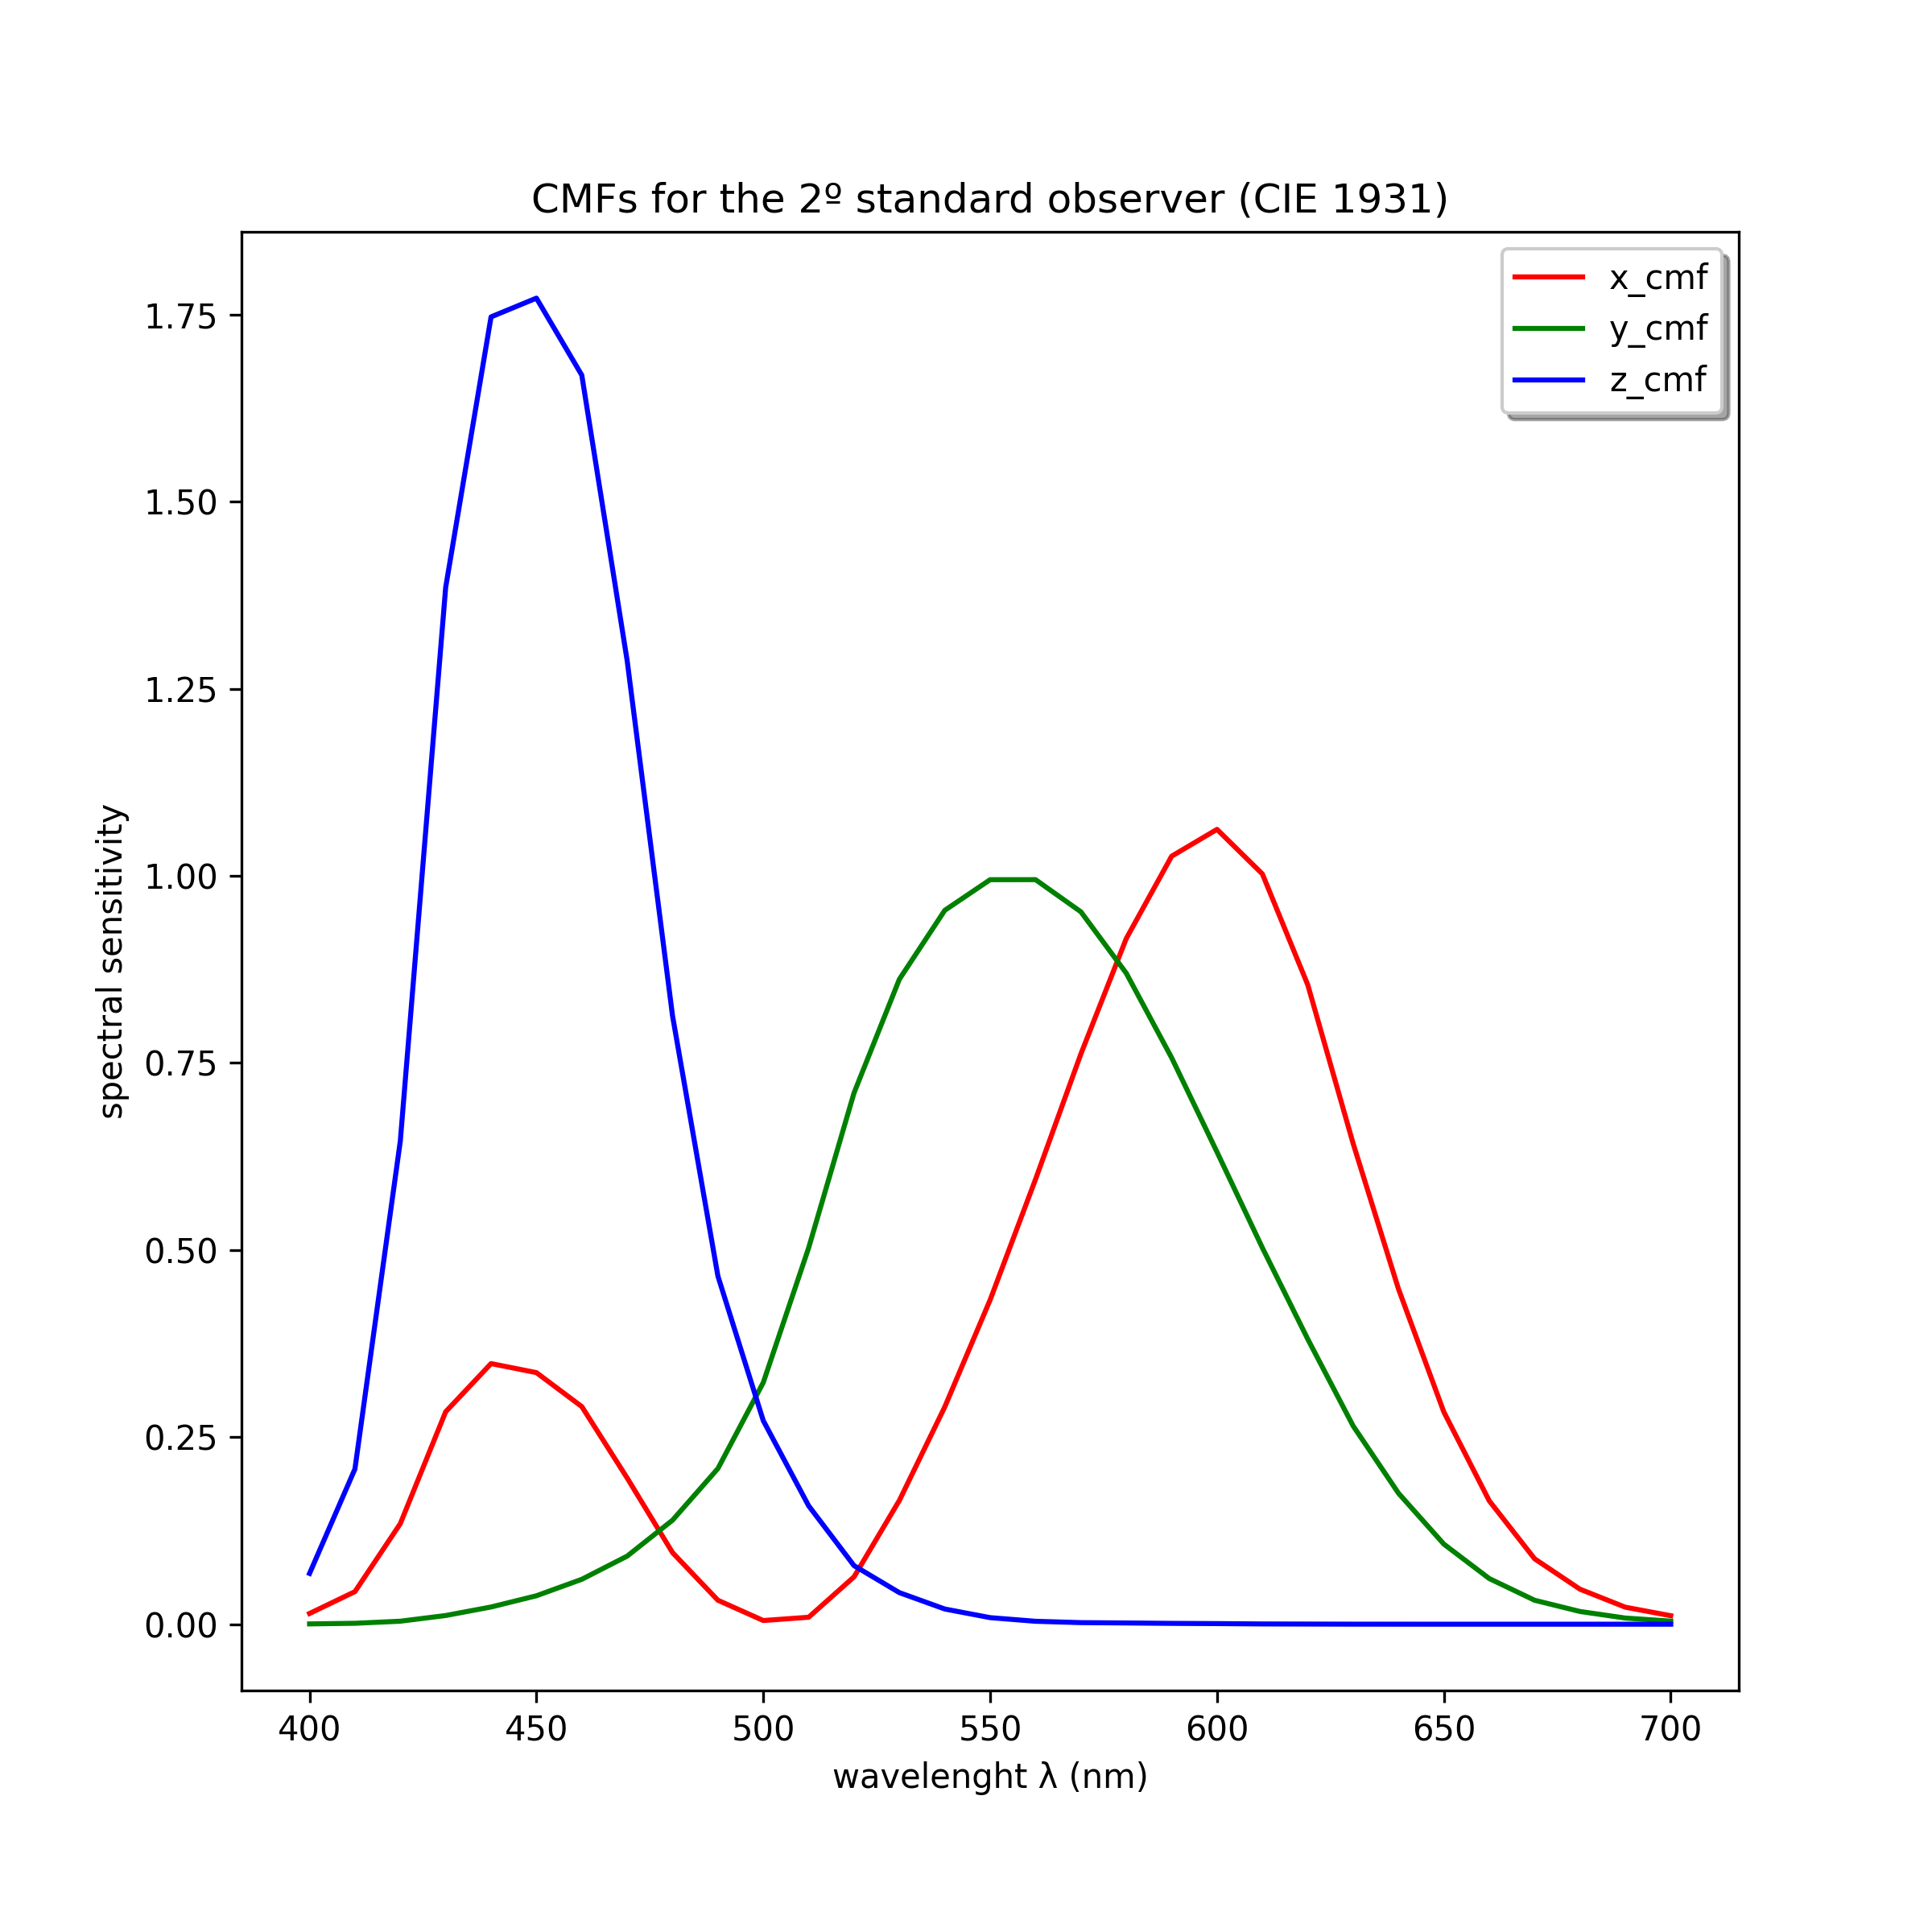 CMFs for the 2º standard observer (CIE 1931)
x_cmf
y_cmf
z_cmf
1.75
1.50
1.25
1.00
0.75
0.50
0.25
0.00
spectral sensitivity
400 450 500 550 600 650 700
wavelenght λ (nm)